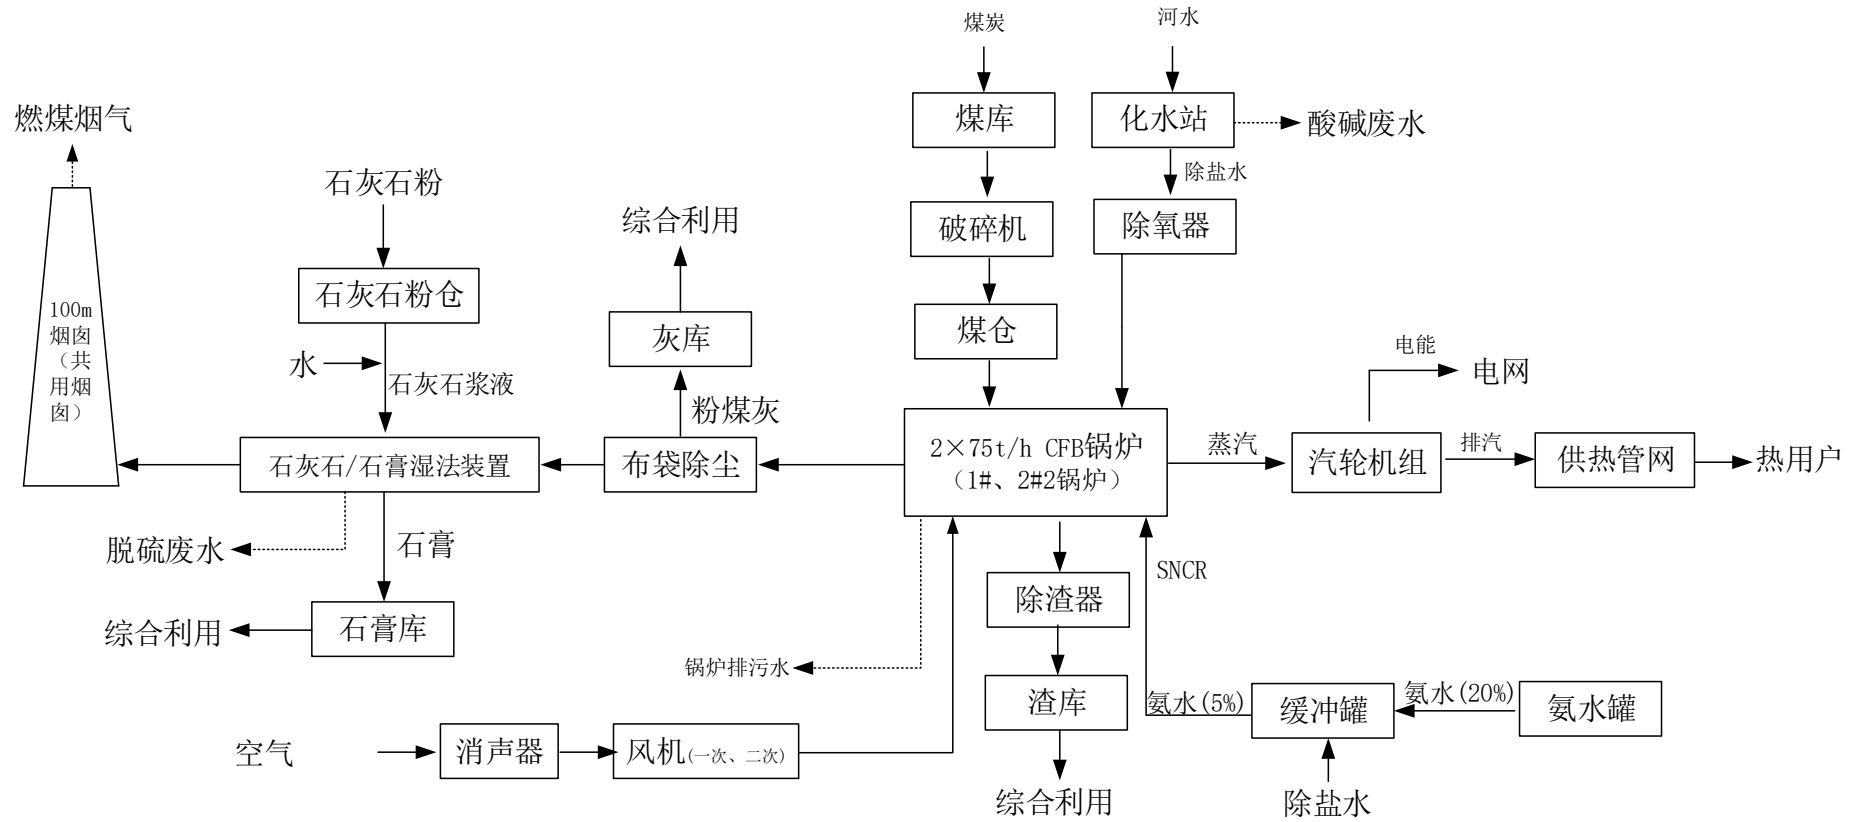 煤炭
河水
燃煤烟气
煤库
化水站
酸碱废水
石灰石粉
除盐水
综合利用
破碎机
除氧器
石灰石粉仓
100m
烟囱
（共
用烟
囱）
灰库
煤仓
电能
水
石灰石浆液
电网
粉煤灰
石灰石/石膏湿法装置
布袋除尘
2×75t/h CFB锅炉
（1#、2#2锅炉）
蒸汽
汽轮机组
排汽
供热管网
热用户
脱硫废水
石膏
SNCR
除渣器
综合利用
石膏库
锅炉排污水
渣库
氨水(5%)
缓冲罐
氨水(20%)
氨水罐
空气
消声器
风机(一次、二次)
综合利用
除盐水